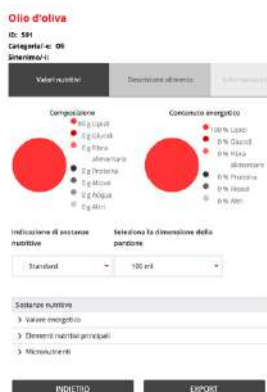 Olio d'oliva
ID: 591
Categoria/-e: Oli
Sinonimo/-i:
Valori nutritivi
Descrizione alimento
Composizione
Lipidi
0 g Glucidi
0 g Fibra
alimentare
0 g Proteine
0 g Alcool
0 g Acqua
0 g Altri
Contenuto energetico
100 % Lipidi
0 % Glucidi
0 % Fibra
alimentare
0 % Proteine
0 % Alcool
0 % Altri
Indicazione di sostanze
nutritive
Standard
Seleziona la dimensione della
porzione
100 ml
Sostanze nutritive
> Valore energetico
> Elementi nutritivi principali
> Micronutrienti
INDIETRO
EXPORT